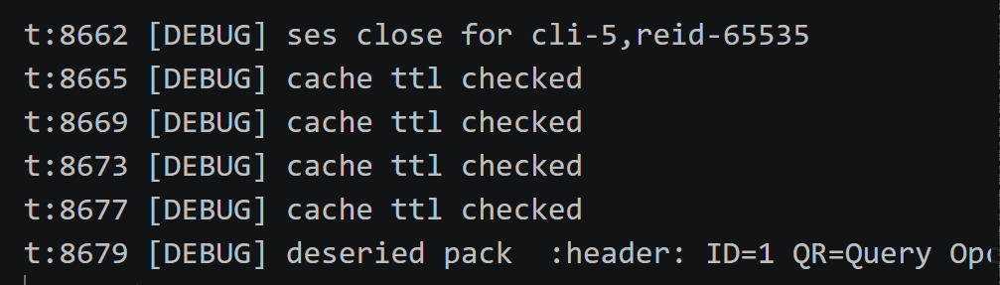 t:8662 [DEBUG] ses close for cli-5,reid-65535
t:8665 [DEBUG] cache ttl checked
t:8669 [DEBUG] cache ttl checked
t:8673 [DEBUG] cache ttl checked
t:8677 [DEBUG] cache ttl checked
t:8679 [DEBUG] deseried pack  :header: ID=1 QR=Query